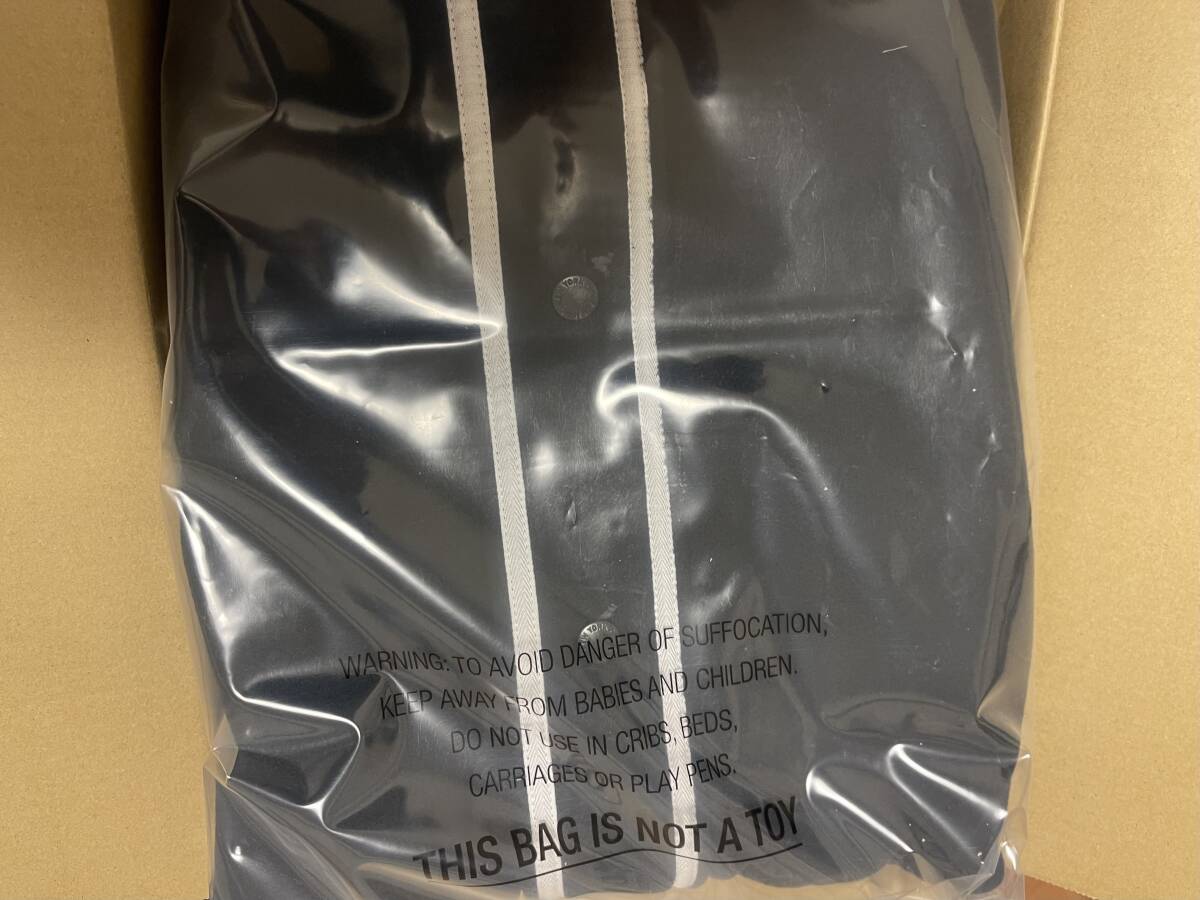 WARNING: TO AVOID DANGER OF SUFFOCATION,
KEEP AWAY FROM BABIES AND CHILDREN.
DO NOT USE IN CRIBS, BEDS,
CARRIAGES OR PLAY PENS.
THIS BAG IS NOT A TOY